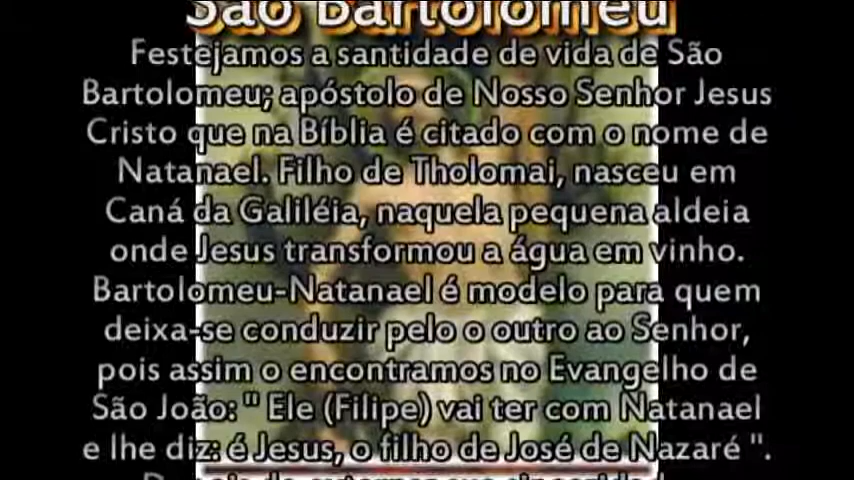 São Bartolomeu
Festejamos a santidade de vida de São
Bartolomeu; apóstolo de Nosso Senhor Jesus
Cristo que na Bíblia é citado com o nome de
Natanael. Filho de Tholomai, nasceu em
Caná da Galiléia, naquela pequena aldeia
onde Jesus transformou a água em vinho.
Bartolomeu-Natanael é modelo para quem
deixa-se conduzir pelo o outro ao Senhor,
pois assim o encontramos no Evangelho de
São João: " Ele (Filipe) vai ter com Natanael
e lhe diz: é Jesus, o filho de José de Nazaré ".